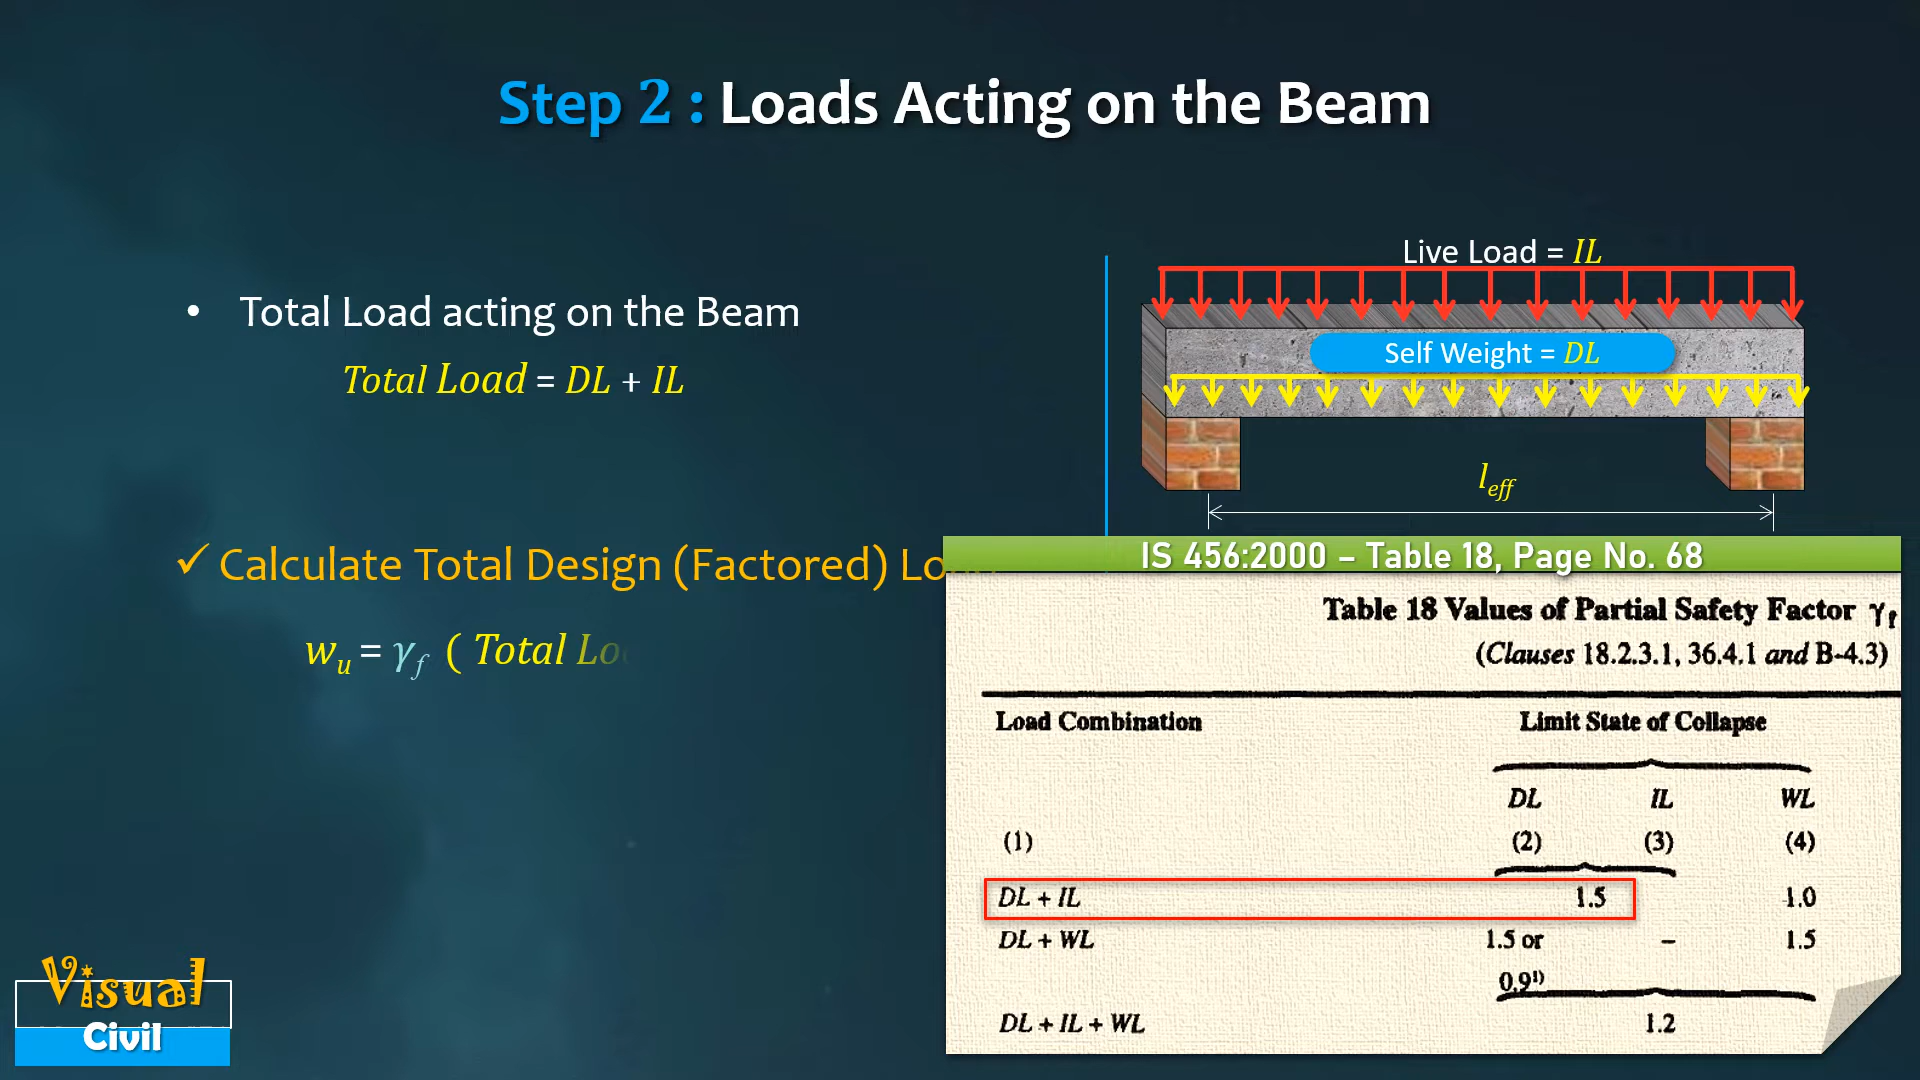 Step 2 : Loads Acting on the Beam
• Total Load acting on the Beam
Total Load = DL + IL
✓ Calculate Total Design (Factored)
w_u = γ_f ( Total
Live Load = IL
Self Weight = DL
l_eff
IS 456:2000 – Table 18, Page No. 68
Table 18 Values of Partial Safety Factor γ_f
(Clauses 18.2.3.1, 36.4.1 and B-4.3)
Load Combination Limit State of Collapse
DL IL WL
(1) (2) (3) (4)
DL + IL 1.5 1.0
DL + WL 1.5 or – 1.5
0.9¹⁾
DL + IL + WL 1.2
Visual
Civil